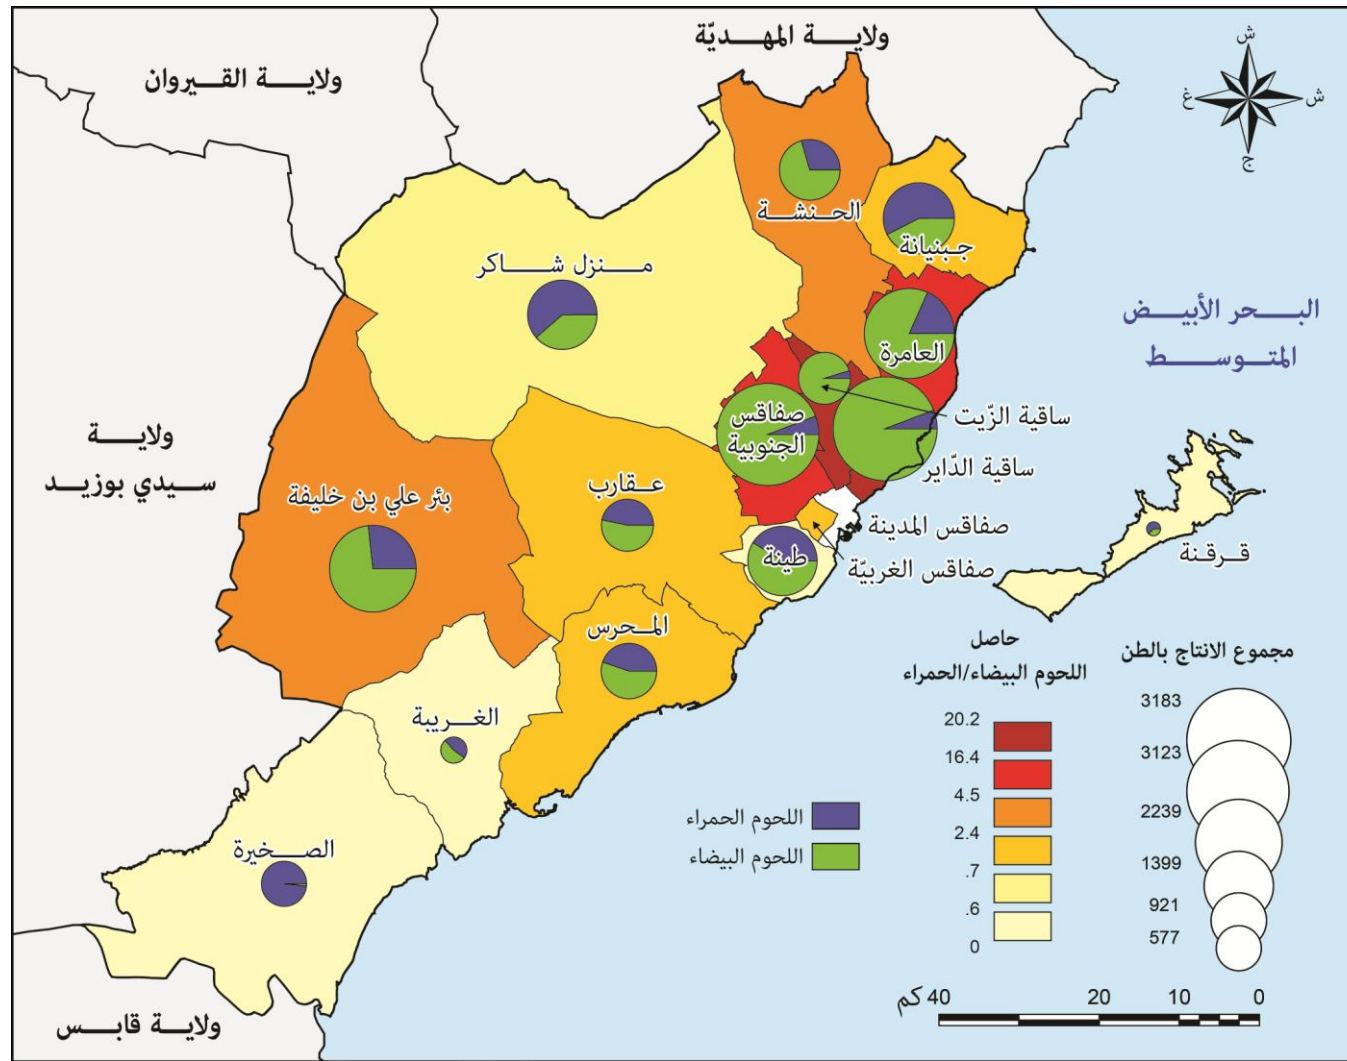 ولاية المهديّة
ولاية القيروان
ش
ش
غ
ج
الحنشة
جبنيانة
منزل شاكر
البحر الأبيض
المتوسط
العامرة
صفاقس
الجنوبية
ساقية الزّيت
ساقية الدّاير
ولاية
سيدي بوزيد
بئر علي بن خليفة
عقارب
صفاقس المدينة
صفاقس الغربيّة
طينة
قرقنة
المحرس
الغريبة
الصخيرة
ولاية قابس
حاصل
اللحوم البيضاء/الحمراء
20.2
16.4
4.5
2.4
.7
.6
0
مجموع الانتاج بالطن
3183
3123
2239
1399
921
577
اللحوم الحمراء
اللحوم البيضاء
كم 40 20 10 0